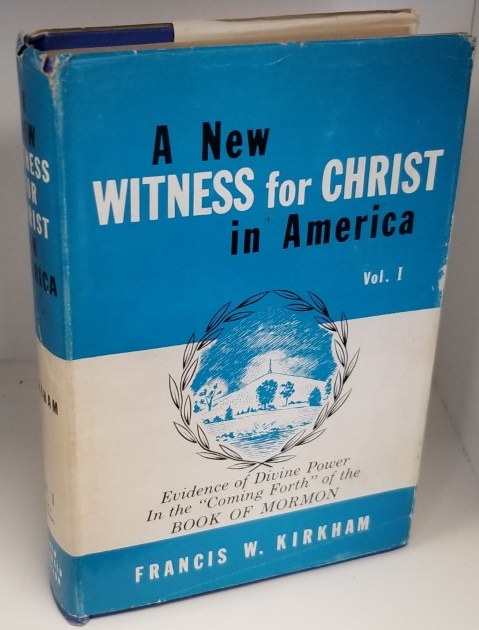 A New
WITNESS for CHRIST
in America
Vol. I
Evidence of Divine Power
In the "Coming Forth" of the
BOOK OF MORMON
FRANCIS W. KIRKHAM